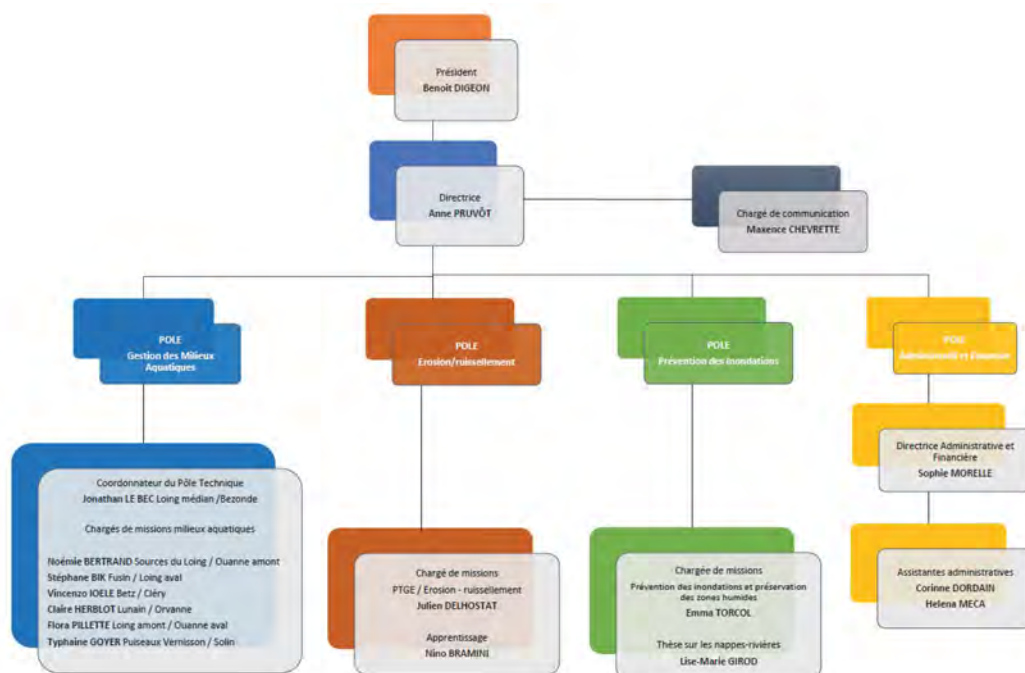 Président
Benoit DIGEON
Directrice
Anne PRUVÔT
Chargé de communication
Maxence CHEVRETTE
POLE
Gestion des Milieux
Aquatiques
POLE
Erosion/ruissellement
POLE
Prévention des Inondations
POLE
Administratif et Financier
Coordonnateur du Pôle Technique
Jonathan LE BEC Loing médian /Bezonde
Chargés de missions milieux aquatiques
Noémie BERTRAND Sources du Loing / Ouanne amont
Stéphane BIK Fusin / Loing aval
Vincenzo IOELE Betz / Cléry
Claire HERBLOT Lunain / Orvanne
Flora PILLETTE Loing amont / Ouanne aval
Typhaine GOYER Puiseaux Vernisson / Solin
Chargé de missions
PTGE / Erosion - ruissellement
Julien DELHOSTAT
Apprentissage
Nino BRAMINI
Chargée de missions
Prévention des inondations et préservation
des zones humides
Emma TORCOL
Thèse sur les nappes-rivières
Lise-Marie GIROD
Directrice Administrative et
Financière
Sophie MORELLE
Assistantes administratives
Corinne DORDAIN
Helena MECA